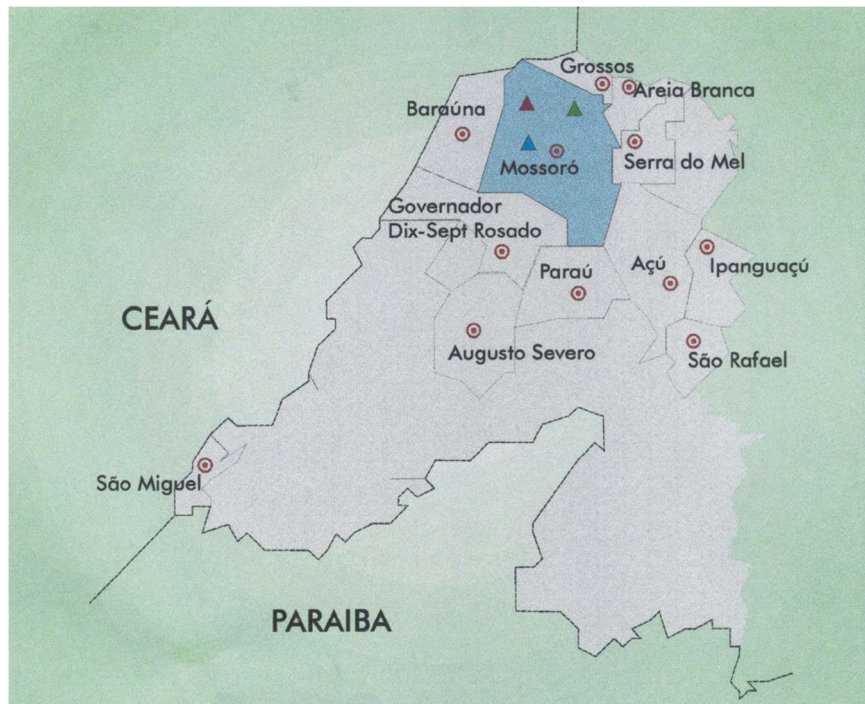 Grossos
Areia Branca
Baraúna
Mossoró
Serra do Mel
Governador
Dix-Sept Rosado
Paraú
Açú
Ipanguaçú
CEARÁ
Augusto Severo
São Rafael
São Miguel
PARAIBA